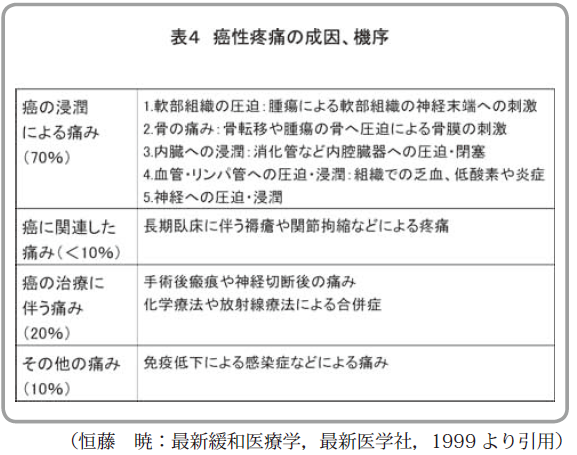 表4 癌性疼痛の成因、機序
癌の浸潤
による痛み
(70%)
1.軟部組織の圧迫:腫瘍による軟部組織の神経末端への刺激
2.骨の痛み:骨転移や腫瘍の骨へ圧迫による骨膜の刺激
3.内臓への浸潤:消化管など内腔臓器への圧迫・閉塞
4.血管・リンパ管への圧迫・浸潤:組織での乏血、低酸素や炎症
5.神経への圧迫・浸潤
癌に関連した
痛み(<10%)
長期臥床に伴う褥瘡や関節拘縮などによる疼痛
癌の治療に
伴う痛み
(20%)
手術後瘢痕や神経切断後の痛み
化学療法や放射線療法による合併症
その他の痛み
(10%)
免疫低下による感染症などによる痛み
(恒藤 暁:最新緩和医療学,最新医学社,1999より引用)